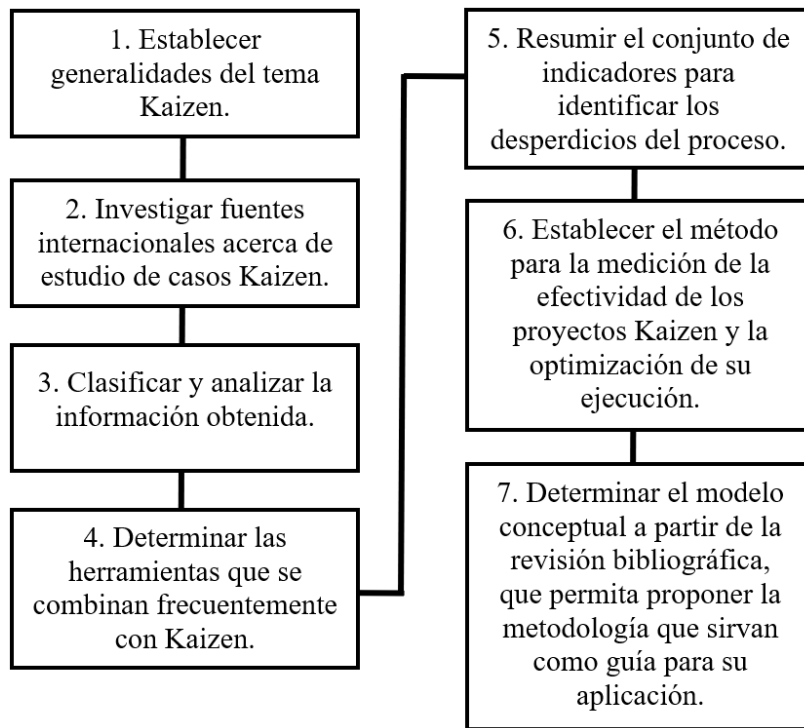 1. Establecer
generalidades del tema
Kaizen.
2. Investigar fuentes
internacionales acerca de
estudio de casos Kaizen.
3. Clasificar y analizar la
información obtenida.
4. Determinar las
herramientas que se
combinan frecuentemente
con Kaizen.
5. Resumir el conjunto de
indicadores para
identificar los
desperdicios del proceso.
6. Establecer el método
para la medición de la
efectividad de los
proyectos Kaizen y la
optimización de su
ejecución.
7. Determinar el modelo
conceptual a partir de la
revisión bibliográfica,
que permita proponer la
metodología que sirvan
como guía para su
aplicación.